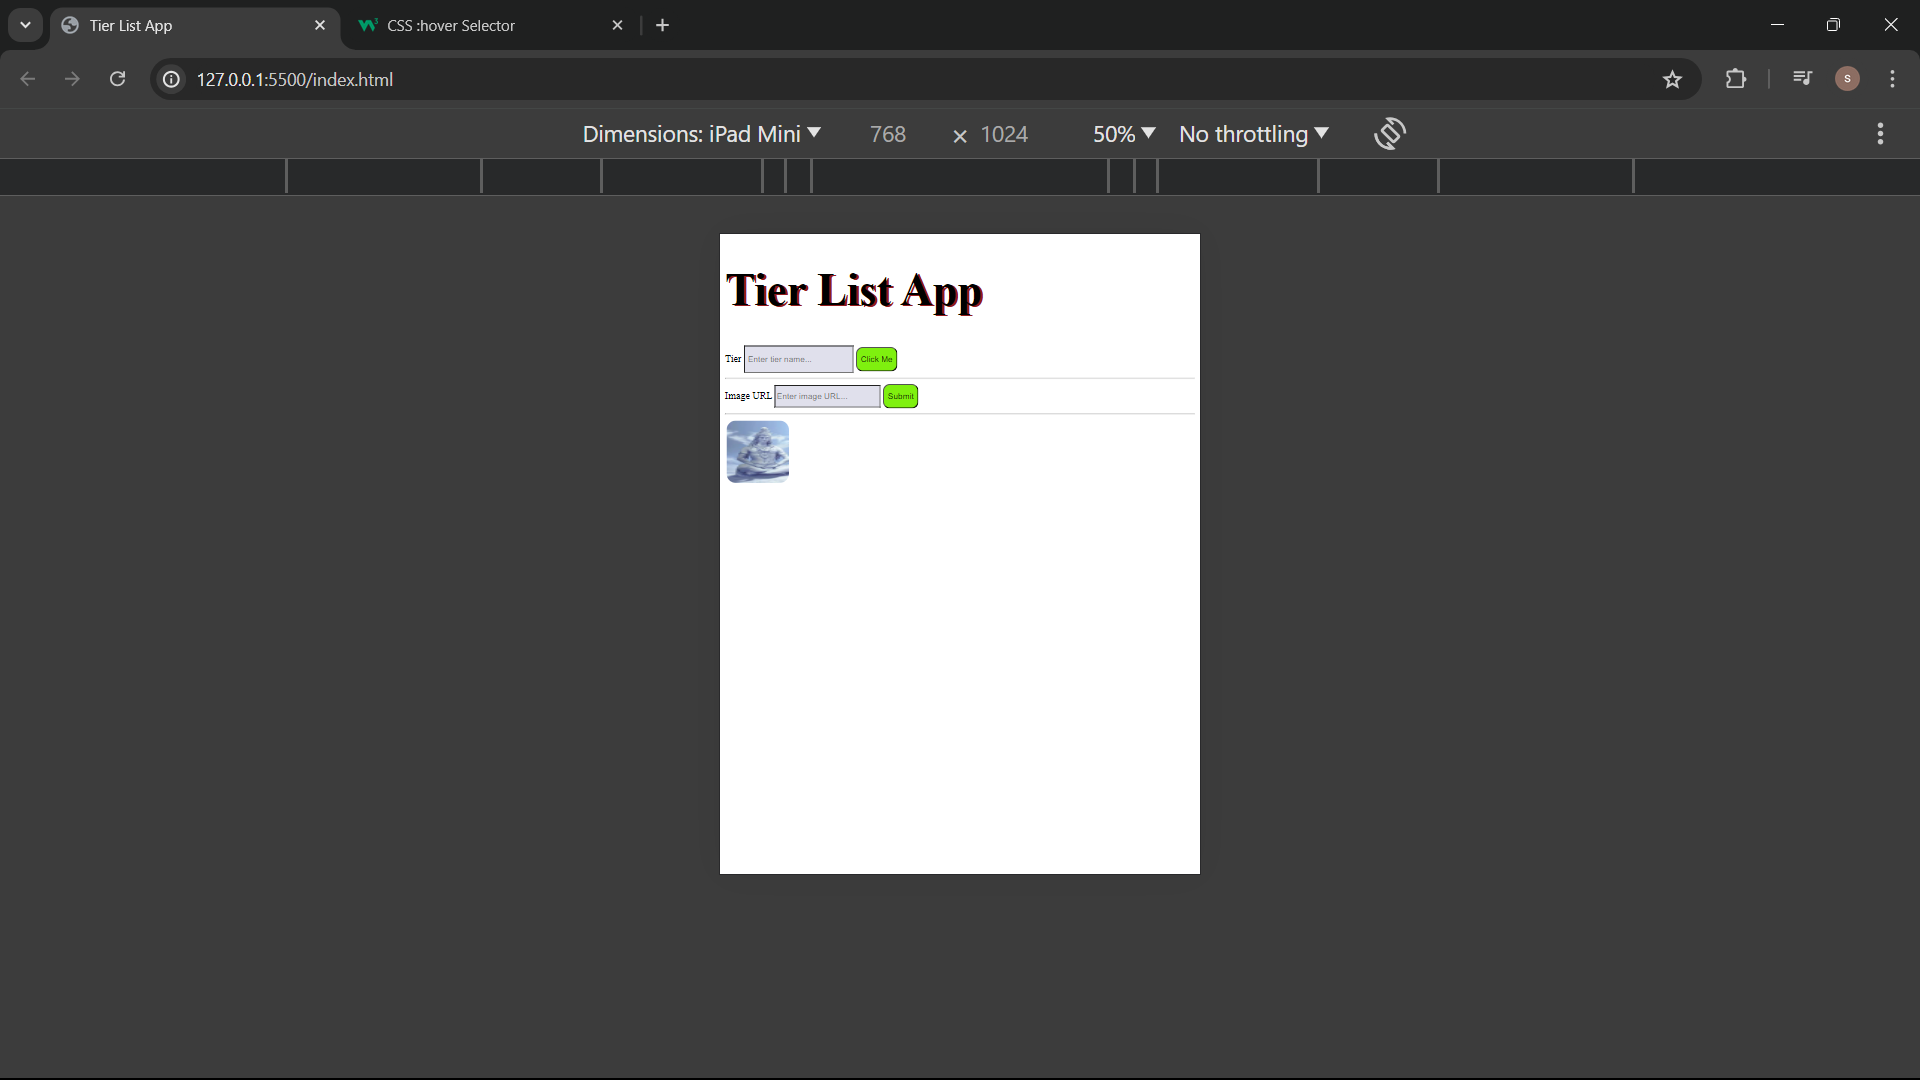 Tier List App
CSS :hover Selector
127.0.0.1:5500/index.html
S
Dimensions: iPad Mini 768 × 1024 50% No throttling
Tier List App
Tier Enter tier name... Click Me
Image URL Enter image URL... Submit